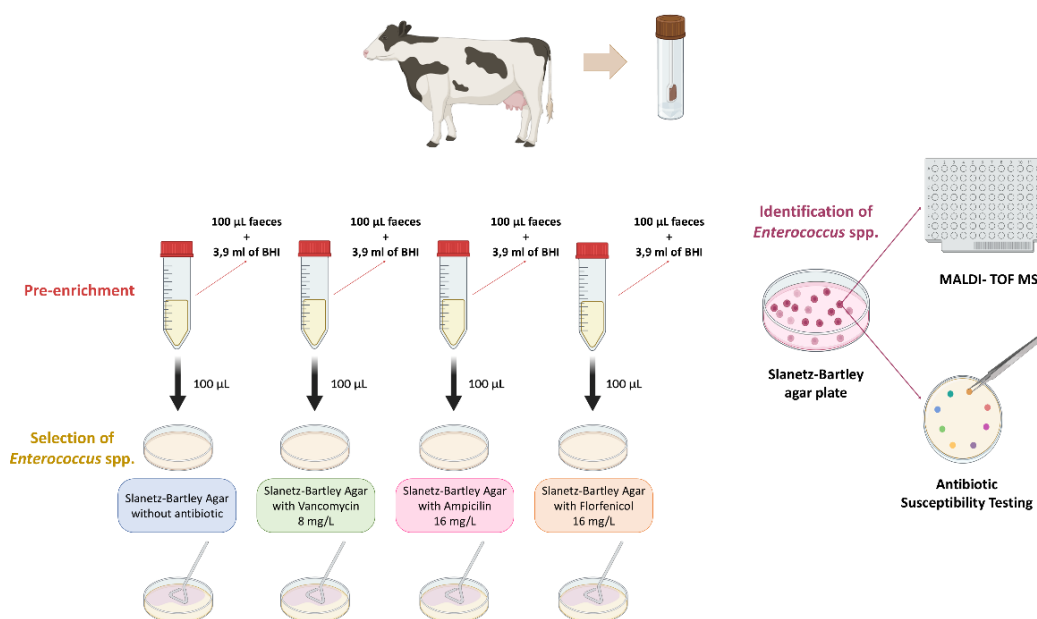 100 µL faeces
+
3,9 ml of BHI
100 µL faeces
+
3,9 ml of BHI
100 µL faeces
+
3,9 ml of BHI
100 µL faeces
+
3,9 ml of BHI
Pre-enrichment
100 µL
100 µL
100 µL
100 µL
Selection of
Enterococcus spp.
Slanetz-Bartley Agar
without antibiotic
Slanetz-Bartley Agar
with Vancomycin
8 mg/L
Slanetz-Bartley Agar
with Ampicilin
16 mg/L
Slanetz-Bartley Agar
with Florfenicol
16 mg/L
Identification of
Enterococcus spp.
MALDI- TOF MS
Slanetz-Bartley
agar plate
Antibiotic
Susceptibility Testing